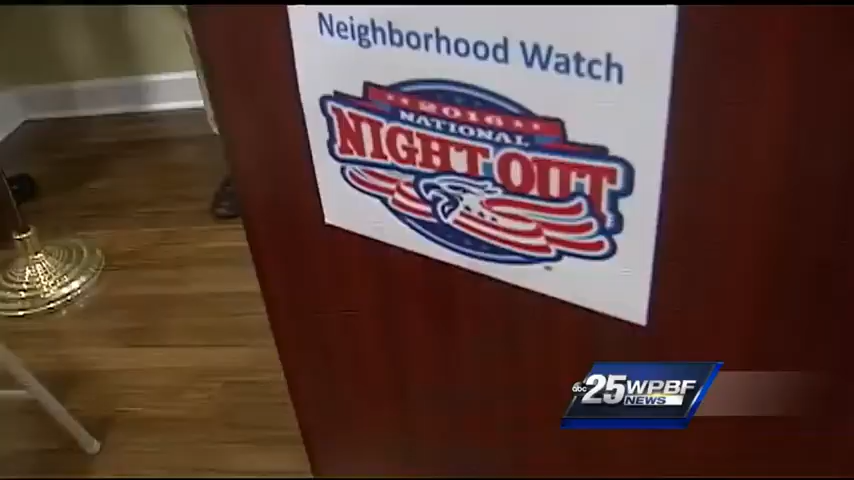 Neighborhood Watch
2016
NATIONAL
NIGHT OUT
abc 25 WPBF
NEWS